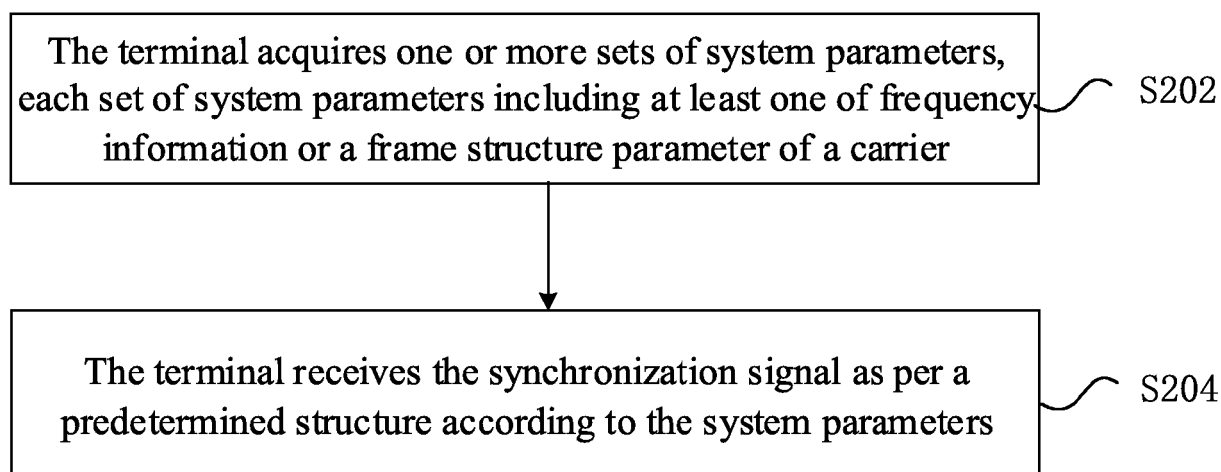 The terminal acquires one or more sets of system parameters,
each set of system parameters including at least one of frequency
information or a frame structure parameter of a carrier
S202
The terminal receives the synchronization signal as per a
predetermined structure according to the system parameters
S204